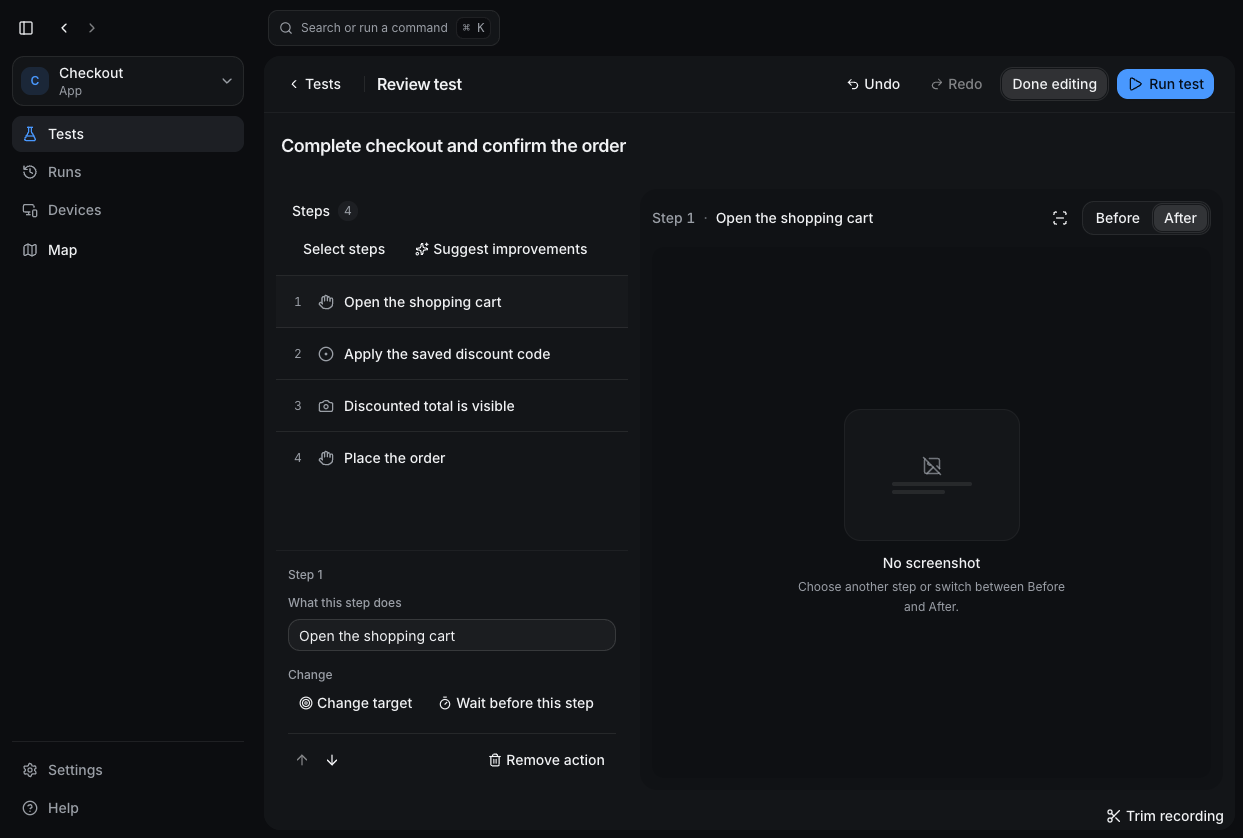 Search or run a command ⌘ K
C
Checkout
App
Tests
Runs
Devices
Map
Settings
Help
Tests
Review test
Undo
Redo
Done editing
Run test
Complete checkout and confirm the order
Steps 4
Select steps
Suggest improvements
1 Open the shopping cart
2 Apply the saved discount code
3 Discounted total is visible
4 Place the order
Step 1
What this step does
Open the shopping cart
Change
Change target
Wait before this step
Remove action
Step 1 · Open the shopping cart
Before
After
No screenshot
Choose another step or switch between Before
and After.
Trim recording